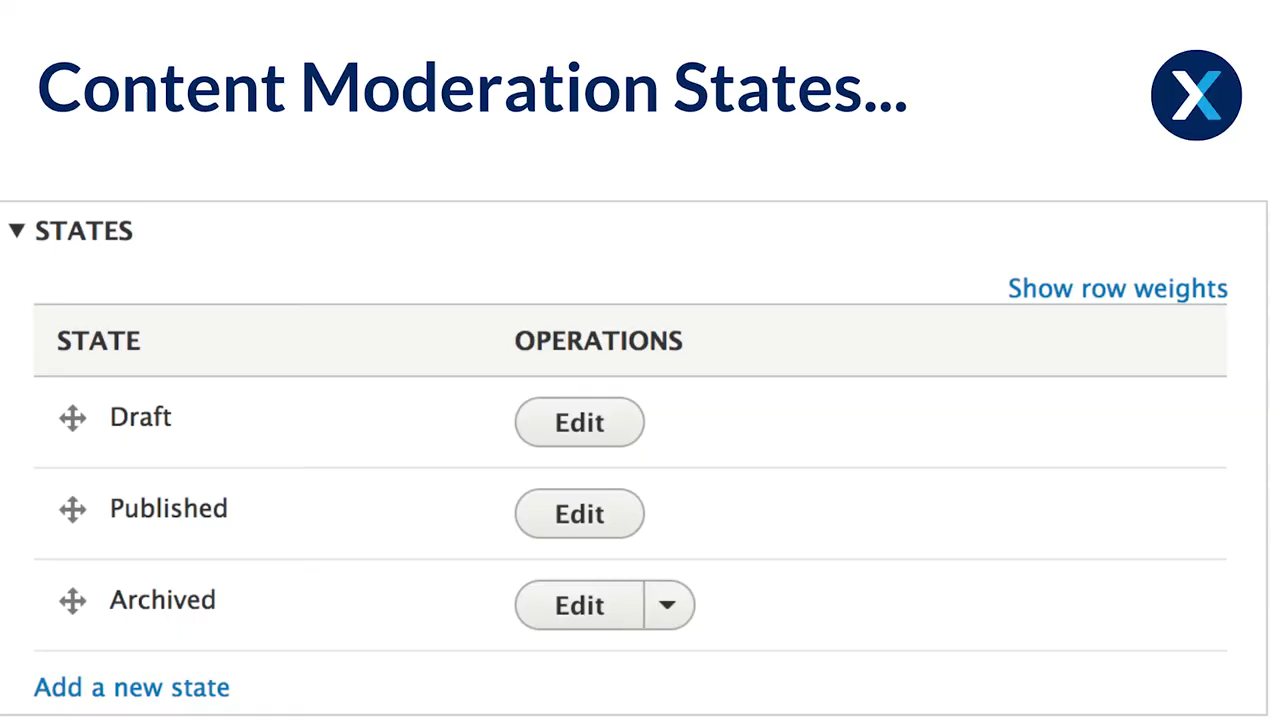 Content Moderation States...
X
STATES
Show row weights
STATE OPERATIONS
Draft Edit
Published Edit
Archived Edit
Add a new state